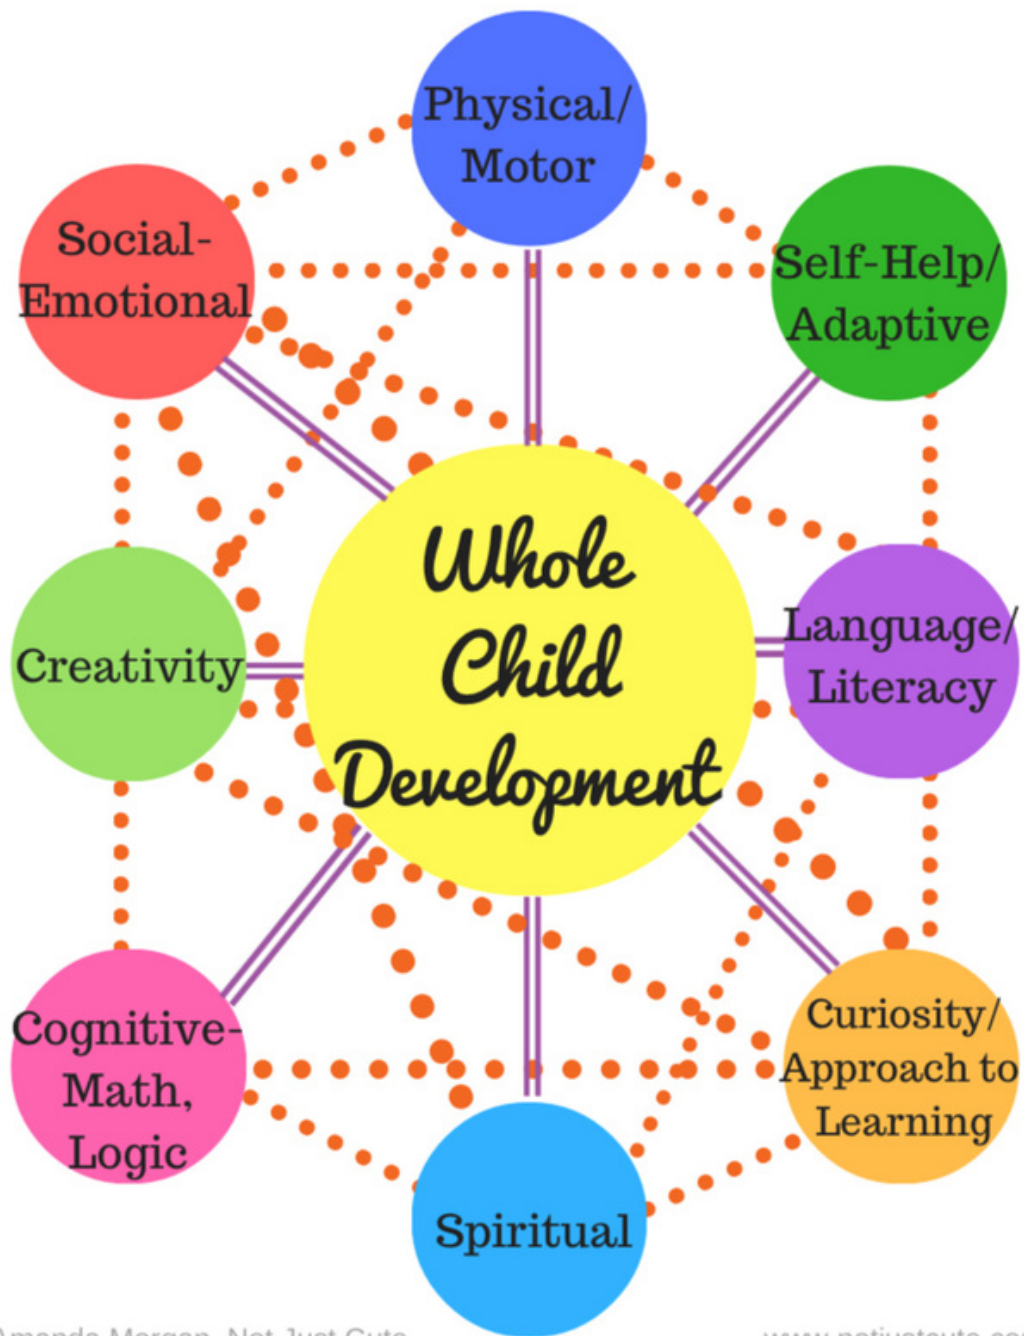 Physical/
Motor
Social-
Emotional
Self-Help/
Adaptive
Whole
Child
Development
Creativity
Language/
Literacy
Cognitive-
Math,
Logic
Curiosity/
Approach to
Learning
Spiritual